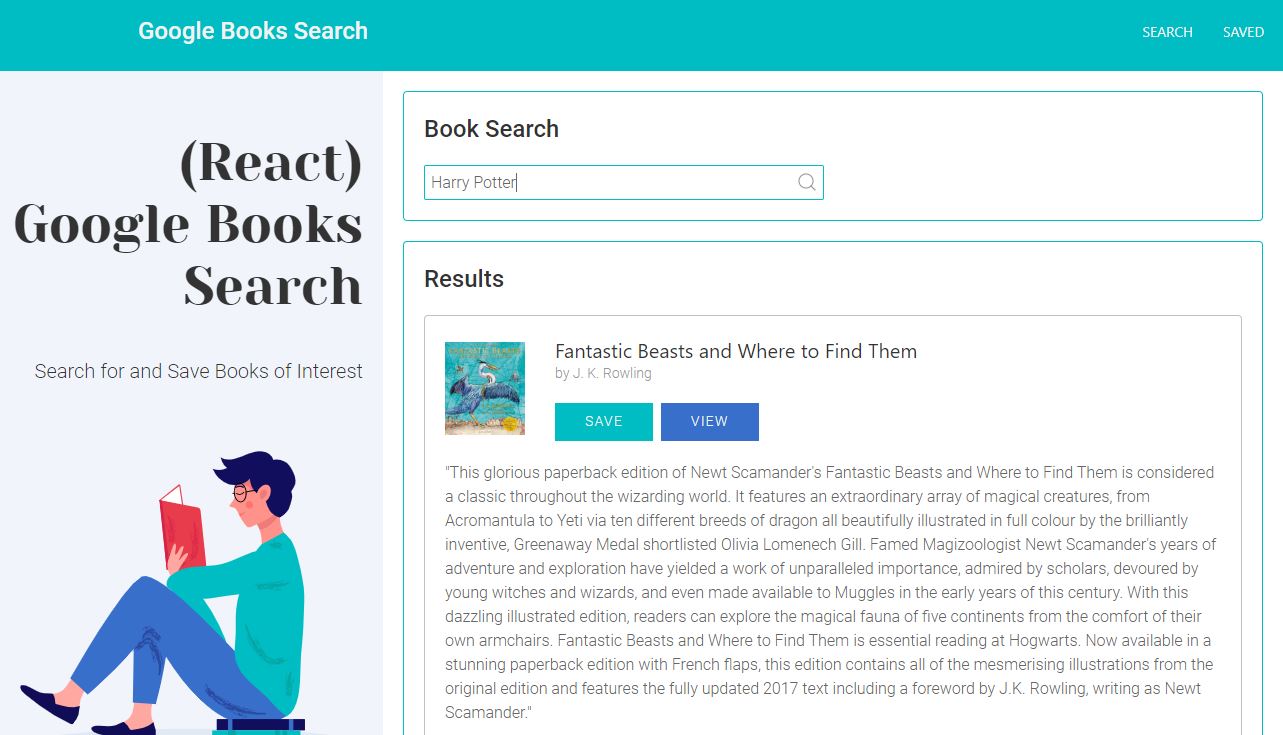 Google Books Search
SEARCH
SAVED
(React)
Google Books
Search
Search for and Save Books of Interest
Book Search
Harry Potter
Results
Fantastic Beasts and Where to Find Them
by J. K. Rowling
SAVE
VIEW
"This glorious paperback edition of Newt Scamander's Fantastic Beasts and Where to Find Them is considered
a classic throughout the wizarding world. It features an extraordinary array of magical creatures, from
Acromantula to Yeti via ten different breeds of dragon all beautifully illustrated in full colour by the brilliantly
inventive, Greenaway Medal shortlisted Olivia Lomenech Gill. Famed Magizoologist Newt Scamander's years of
adventure and exploration have yielded a work of unparalleled importance, admired by scholars, devoured by
young witches and wizards, and even made available to Muggles in the early years of this century. With this
dazzling illustrated edition, readers can explore the magical fauna of five continents from the comfort of their
own armchairs. Fantastic Beasts and Where to Find Them is essential reading at Hogwarts. Now available in a
stunning paperback edition with French flaps, this edition contains all of the mesmerising illustrations from the
original edition and features the fully updated 2017 text including a foreword by J.K. Rowling, writing as Newt
Scamander."